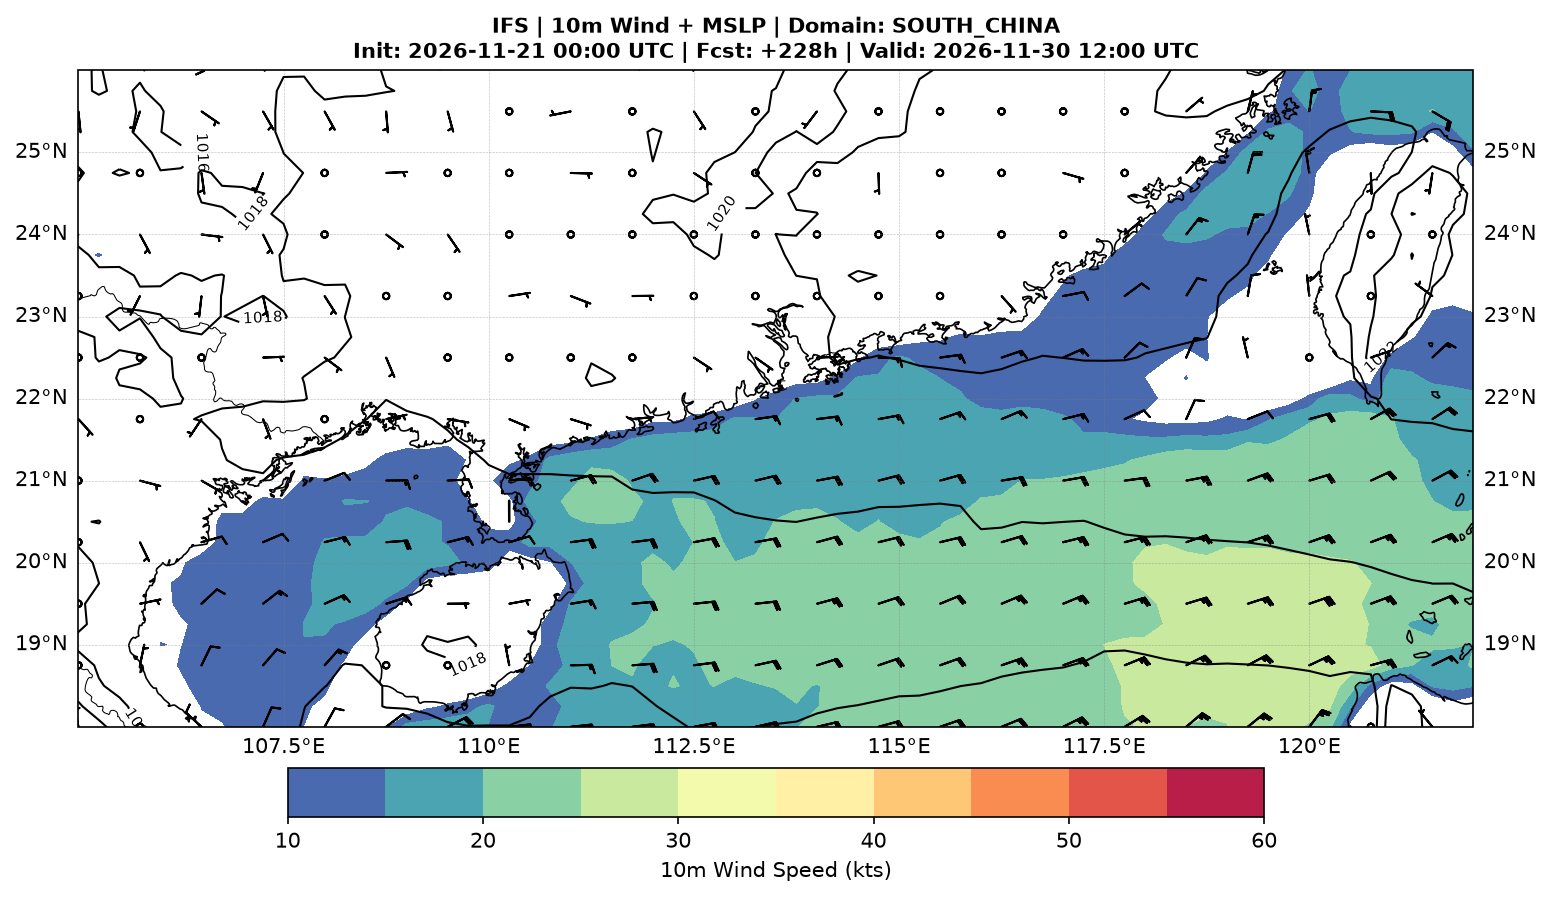 IFS | 10m Wind + MSLP | Domain: SOUTH_CHINA
Init: 2026-11-21 00:00 UTC | Fcst: +228h | Valid: 2026-11-30 12:00 UTC
1016
1018
1020
1018
1022
1018
10
25°N
24°N
23°N
22°N
21°N
20°N
19°N
25°N
24°N
23°N
22°N
21°N
20°N
19°N
107.5°E 110°E 112.5°E 115°E 117.5°E 120°E
10 20 30 40 50 60
10m Wind Speed (kts)